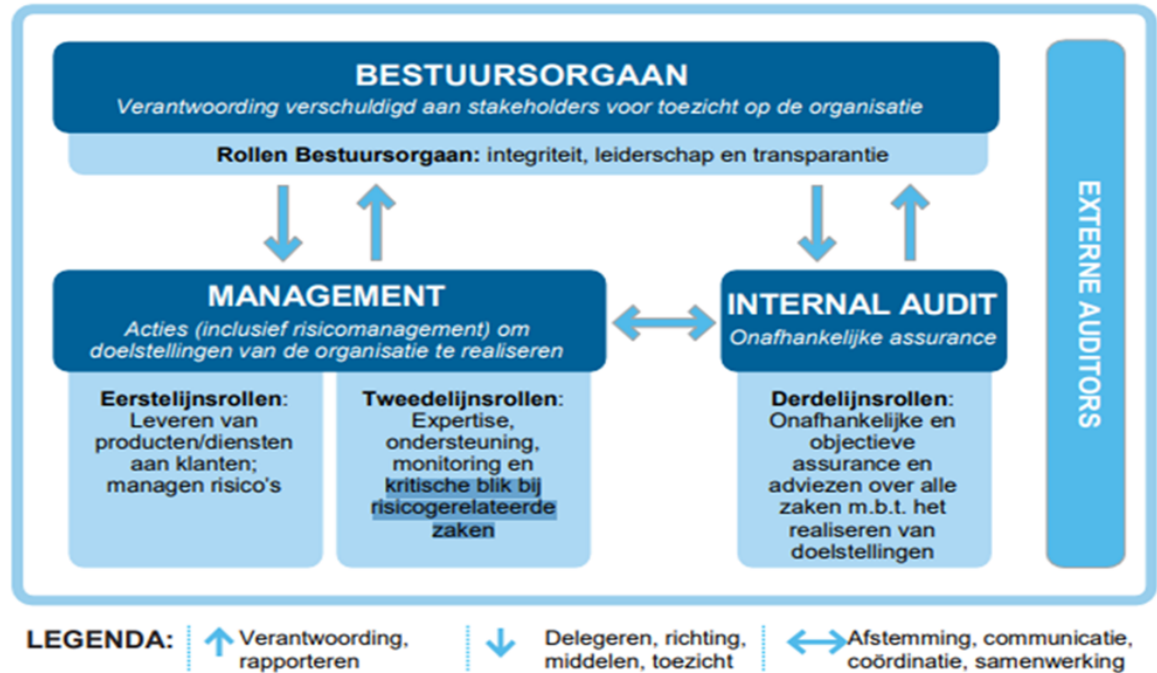 BESTUURSORGAAN
Verantwoording verschuldigd aan stakeholders voor toezicht op de organisatie
Rollen Bestuursorgaan: integriteit, leiderschap en transparantie
MANAGEMENT
Acties (inclusief risicomanagement) om
doelstellingen van de organisatie te realiseren
Eerstelijnsrollen:
Leveren van
producten/diensten
aan klanten;
managen risico's
Tweedelijnsrollen:
Expertise,
ondersteuning,
monitoring en
kritische blik bij
risicogerelateerde
zaken
INTERNAL AUDIT
Onafhankelijke assurance
Derdelijnsrollen:
Onafhankelijke en
objectieve
assurance en
adviezen over alle
zaken m.b.t. het
realiseren van
doelstellingen
EXTERNE AUDITORS
LEGENDA:
Verantwoording,
rapporteren
Delegeren, richting,
middelen, toezicht
Afstemming, communicatie,
coördinatie, samenwerking